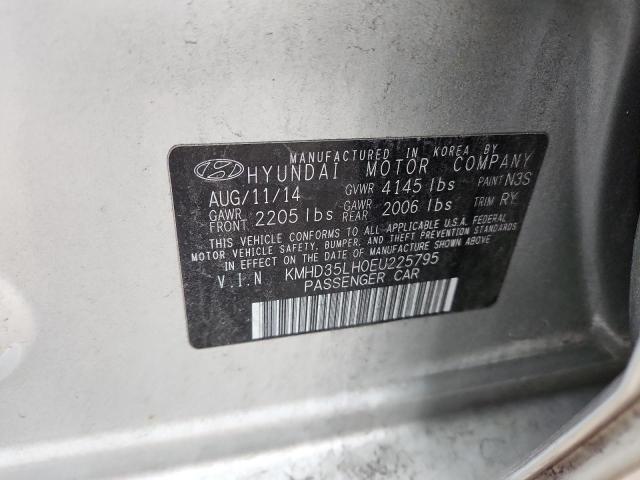 MANUFACTURED IN KOREA BY
HYUNDAI MOTOR COMPANY
AUG/11/14 GVWR 4145 lbs PAINT N3S
GAWR FRONT 2205 lbs GAWR REAR 2006 lbs TRIM RY
THIS VEHICLE CONFORMS TO ALL APPLICABLE U.S.A. FEDERAL
MOTOR VEHICLE SAFETY, BUMPER, AND THEFT PREVENTION STANDARDS
IN EFFECT ON THE DATE OF MANUFACTURE SHOWN ABOVE.
V.I.N KMHD35LH0EU225795
PASSENGER CAR